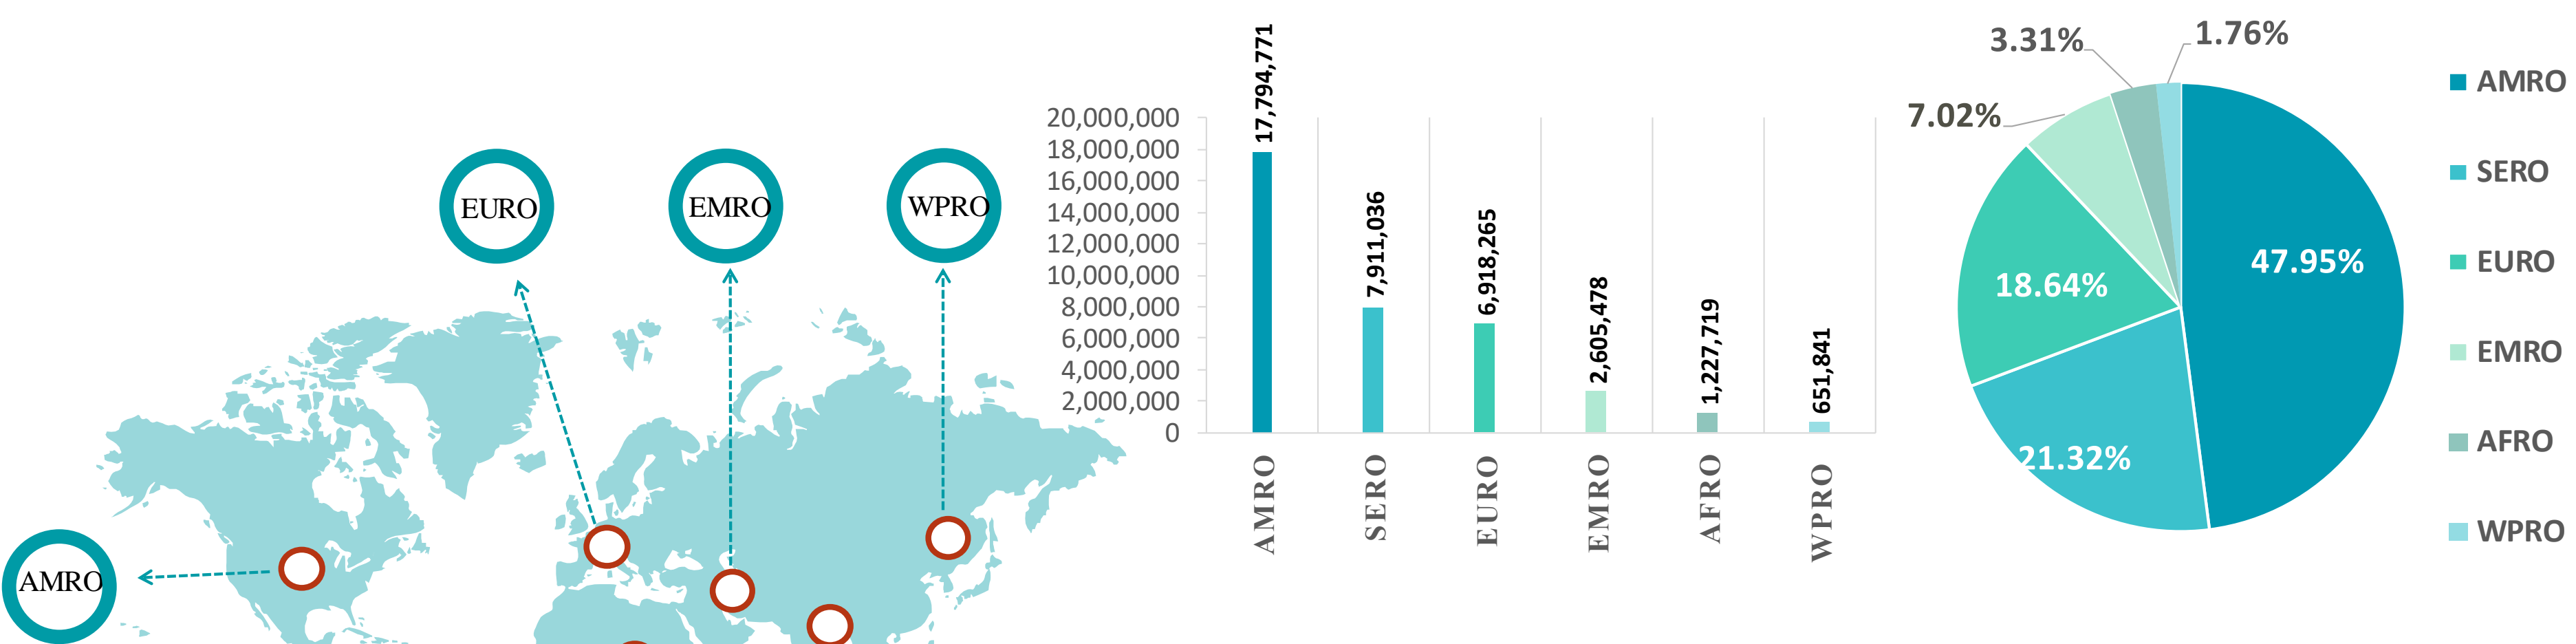 EURO
EMRO
WPRO
AMRO
20,000,000
18,000,000
16,000,000
14,000,000
12,000,000
10,000,000
8,000,000
6,000,000
4,000,000
2,000,000
0
17,794,771
7,911,036
6,918,265
2,605,478
1,227,719
651,841
AMRO
SERO
EURO
EMRO
AFRO
WPRO
3.31%
1.76%
7.02%
47.95%
18.64%
21.32%
AMRO
SERO
EURO
EMRO
AFRO
WPRO